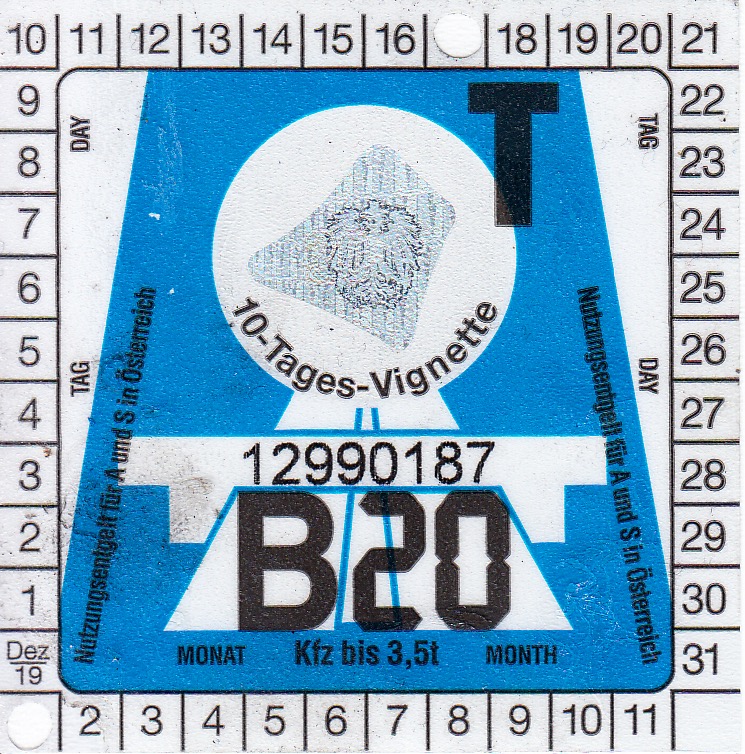 10 11 12 13 14 15 16 18 19 20 21
9 22
DAY TAG
8 23
7 24
6 25
5 26
TAG DAY
4 27
3 28
2 29
1 30
Dez
19
31
T
10-Tages-Vignette
Nutzungsentgelt für A und S in Österreich
Nutzungsentgelt für A und S in Österreich
12990187
B20
MONAT Kfz bis 3,5t MONTH
2 3 4 5 6 7 8 9 10 11